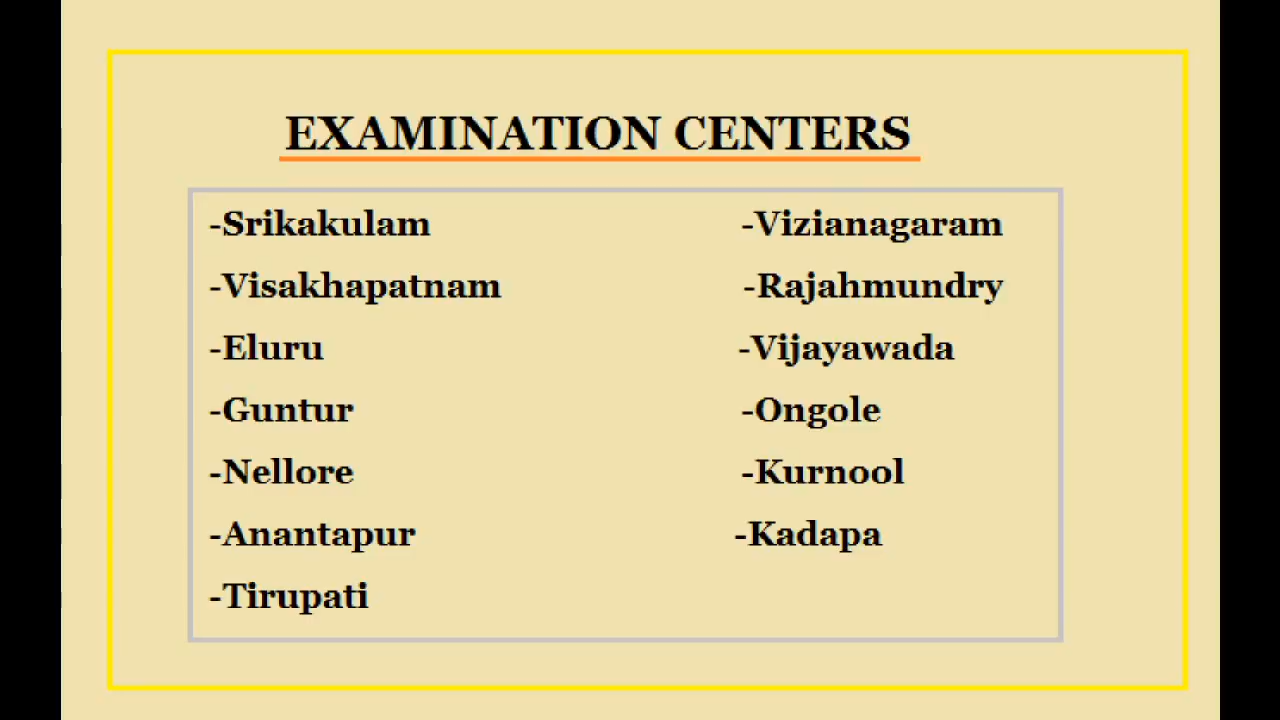 EXAMINATION CENTERS
-Srikakulam -Vizianagaram
-Visakhapatnam -Rajahmundry
-Eluru -Vijayawada
-Guntur -Ongole
-Nellore -Kurnool
-Anantapur -Kadapa
-Tirupati